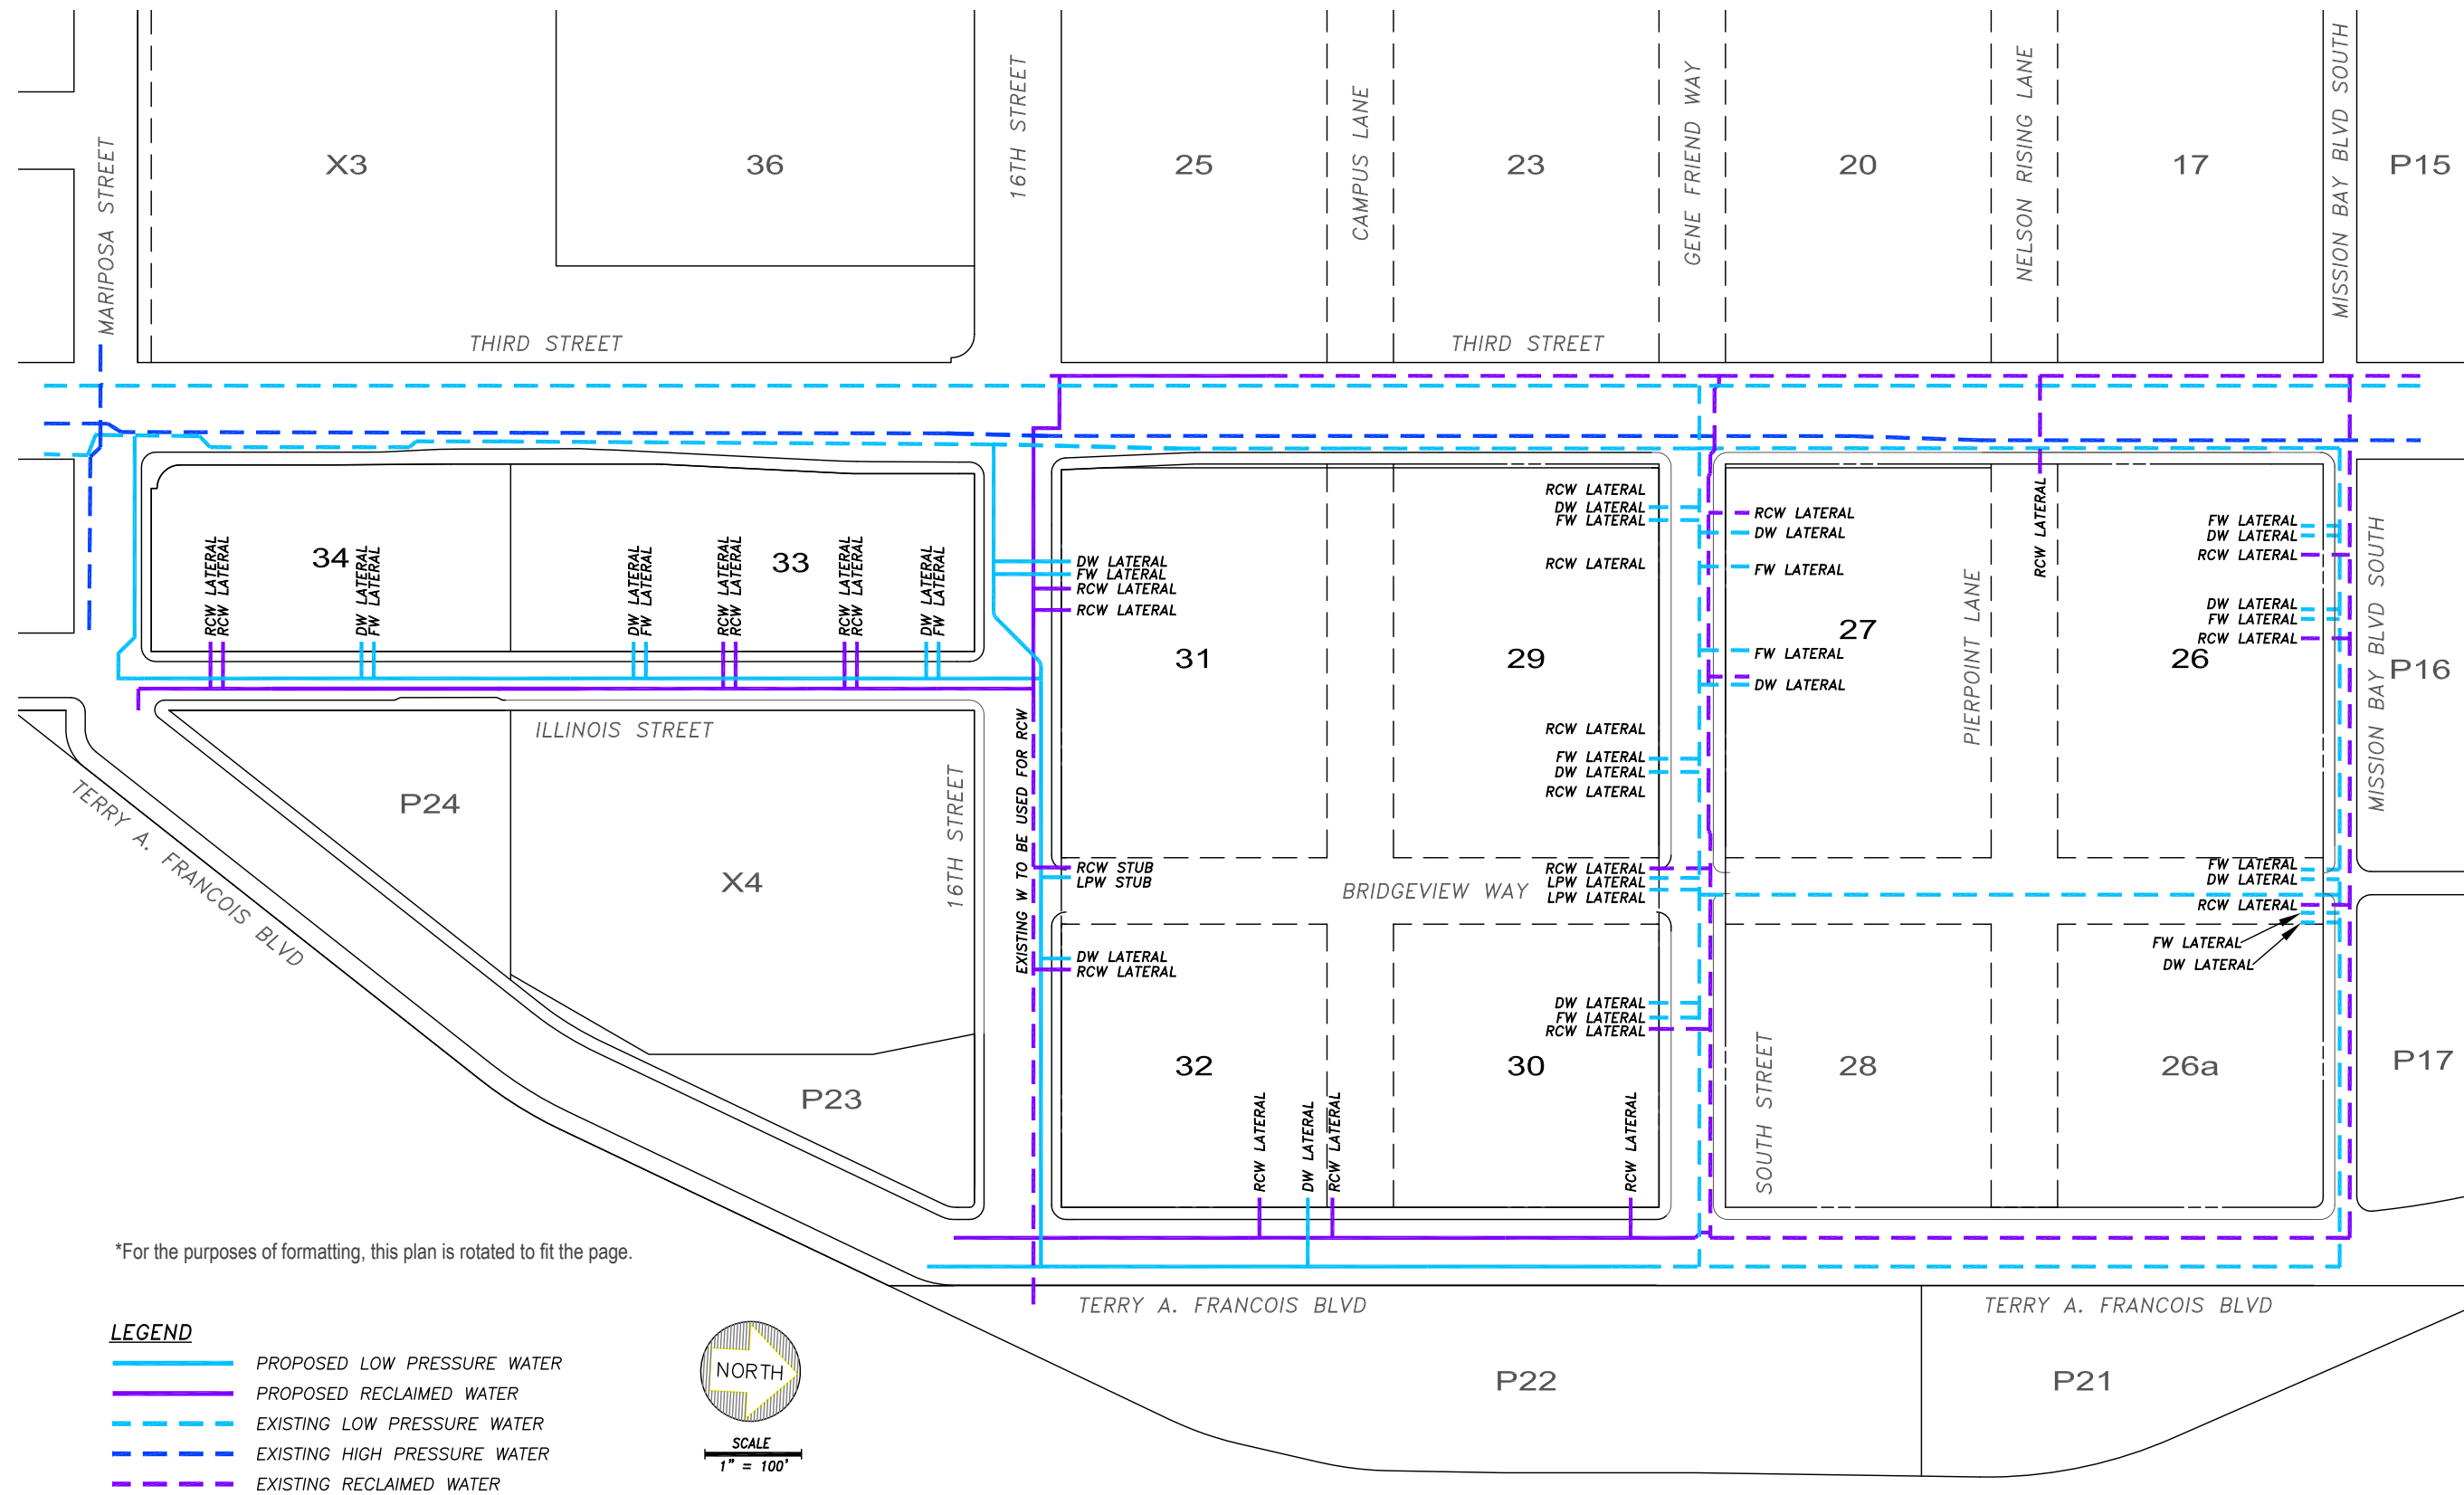 MARIPOSA STREET
X3
36
16TH STREET
25
CAMPUS LANE
23
GENE FRIEND WAY
20
NELSON RISING LANE
17
MISSION BAY BLVD SOUTH
P15
THIRD STREET
THIRD STREET
34
33
RCW LATERAL
RCW LATERAL
DW LATERAL
FW LATERAL
DW LATERAL
FW LATERAL
RCW LATERAL
RCW LATERAL
RCW LATERAL
RCW LATERAL
DW LATERAL
FW LATERAL
DW LATERAL
FW LATERAL
RCW LATERAL
RCW LATERAL
31
RCW LATERAL
DW LATERAL
FW LATERAL
RCW LATERAL
29
RCW LATERAL
FW LATERAL
DW LATERAL
RCW LATERAL
RCW LATERAL
DW LATERAL
FW LATERAL
27
FW LATERAL
DW LATERAL
PIERPOINT LANE
RCW LATERAL
FW LATERAL
DW LATERAL
RCW LATERAL
DW LATERAL
FW LATERAL
RCW LATERAL
26
MISSION BAY BLVD SOUTH
P16
ILLINOIS STREET
TERRY A. FRANCOIS BLVD
P24
X4
16TH STREET
P23
EXISTING W TO BE USED FOR RCW
RCW STUB
LPW STUB
BRIDGEVIEW WAY
RCW LATERAL
LPW LATERAL
LPW LATERAL
FW LATERAL
DW LATERAL
RCW LATERAL
FW LATERAL
DW LATERAL
DW LATERAL
RCW LATERAL
32
DW LATERAL
FW LATERAL
RCW LATERAL
30
RCW LATERAL
DW LATERAL
RCW LATERAL
RCW LATERAL
SOUTH STREET
28
26a
P17
TERRY A. FRANCOIS BLVD
TERRY A. FRANCOIS BLVD
P22
P21
*For the purposes of formatting, this plan is rotated to fit the page.
LEGEND
PROPOSED LOW PRESSURE WATER
PROPOSED RECLAIMED WATER
EXISTING LOW PRESSURE WATER
EXISTING HIGH PRESSURE WATER
EXISTING RECLAIMED WATER
NORTH
SCALE
1" = 100'